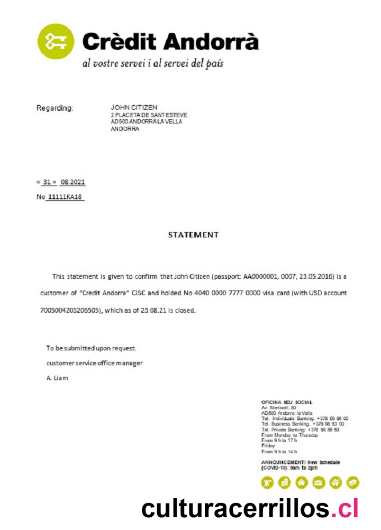 Crèdit Andorrà
al vostre servei i al servei del país
Regarding: JOHN CITIZEN
2 PLACETA DE SANT ESTEVE
AD500 ANDORRA LA VELLA
ANDORRA
« 31 « 08.2021
No 11111KA18
STATEMENT
This statement is given to confirm that John Citizen (passport: AA0000001, 0007, 23.05.2016) is a
customer of "Credit Andorra" CJSC and holded No 4040 0000 7777 0000 visa card (with USD account
7005004205206505), which as of 23.08.21 is closed.
To be submitted upon request.
customer service office manager
A. Liam
OFICINA SEU SOCIAL
Av. Meritxell, 80
AD500 Andorra la Vella
Tel. Individuals Banking: +376 88 86 00
Tel. Business Banking: +376 88 83 00
Tel. Private Banking: +376 88 88 80
From Monday to Thursday
From 9 h to 17 h
Friday
From 9 h to 14 h
ANNOUNCEMENT! New Schedule
(COVID-19): 9am to 2pm
culturacerrillos.cl